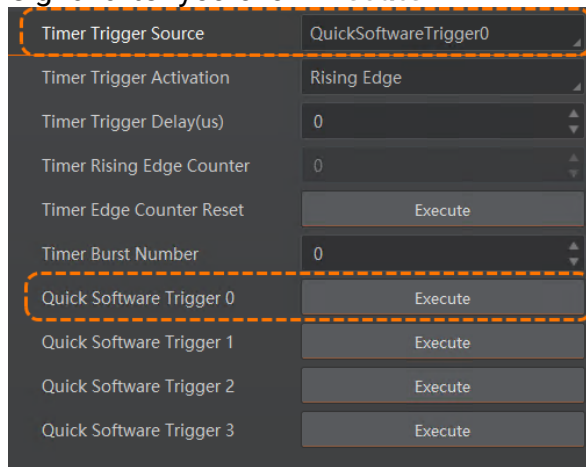 Timer Trigger Source QuickSoftwareTrigger0
Timer Trigger Activation Rising Edge
Timer Trigger Delay(us) 0
Timer Rising Edge Counter 0
Timer Edge Counter Reset Execute
Timer Burst Number 0
Quick Software Trigger 0 Execute
Quick Software Trigger 1 Execute
Quick Software Trigger 2 Execute
Quick Software Trigger 3 Execute